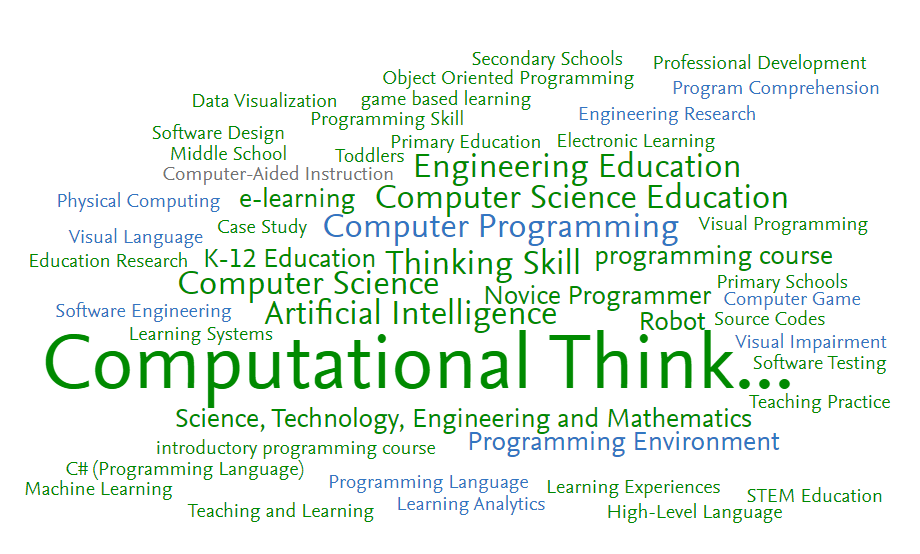 Secondary Schools
Professional Development
Object Oriented Programming
Program Comprehension
Data Visualization
game based learning
Engineering Research
Programming Skill
Software Design
Primary Education
Electronic Learning
Middle School
Toddlers
Engineering Education
Computer-Aided Instruction
Physical Computing
e-learning
Computer Science Education
Visual Language
Case Study
Computer Programming
Visual Programming
Education Research
K-12 Education
Thinking Skill
programming course
Computer Science
Novice Programmer
Primary Schools
Computer Game
Software Engineering
Artificial Intelligence
Robot
Source Codes
Learning Systems
Visual Impairment
Computational Think...
Software Testing
Teaching Practice
Science, Technology, Engineering and Mathematics
introductory programming course
Programming Environment
C# (Programming Language)
Machine Learning
Programming Language
Learning Experiences
STEM Education
Teaching and Learning
Learning Analytics
High-Level Language